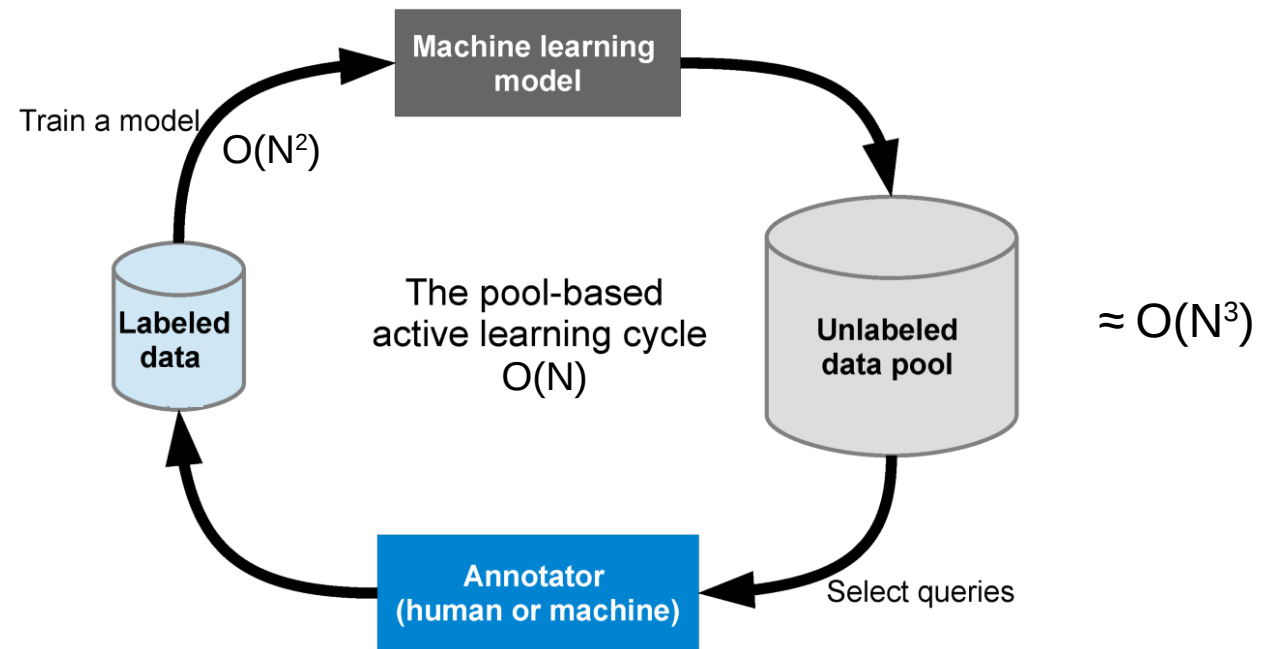 Machine learning
model
Train a model
O(N²)
Labeled
data
The pool-based
active learning cycle
O(N)
Unlabeled
data pool
≈ O(N³)
Annotator
(human or machine)
Select queries